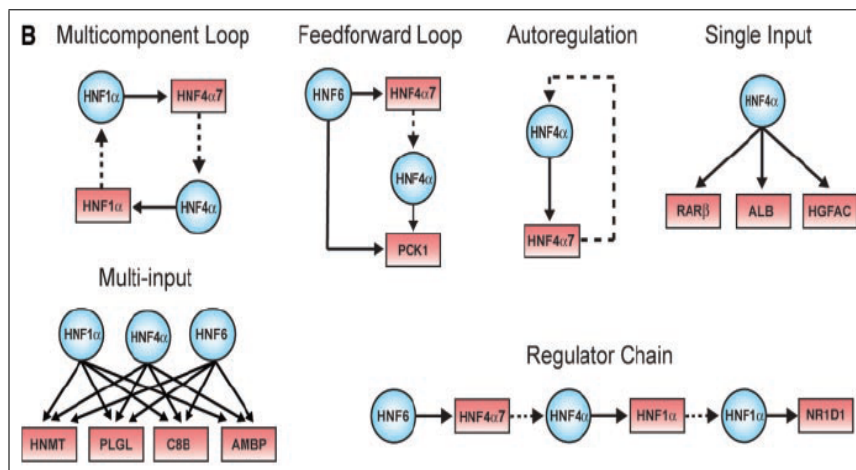 B Multicomponent Loop Feedforward Loop Autoregulation Single Input
HNF1α HNF4α7
HNF1α HNF4α
HNF6 HNF4α7
HNF4α
PCK1
HNF4α
HNF4α7
HNF4α
RARβ ALB HGFAC
Multi-input
HNF1α HNF4α HNF6
HNMT PLGL C8B AMBP
Regulator Chain
HNF6 HNF4α7 HNF4α HNF1α HNF1α NR1D1